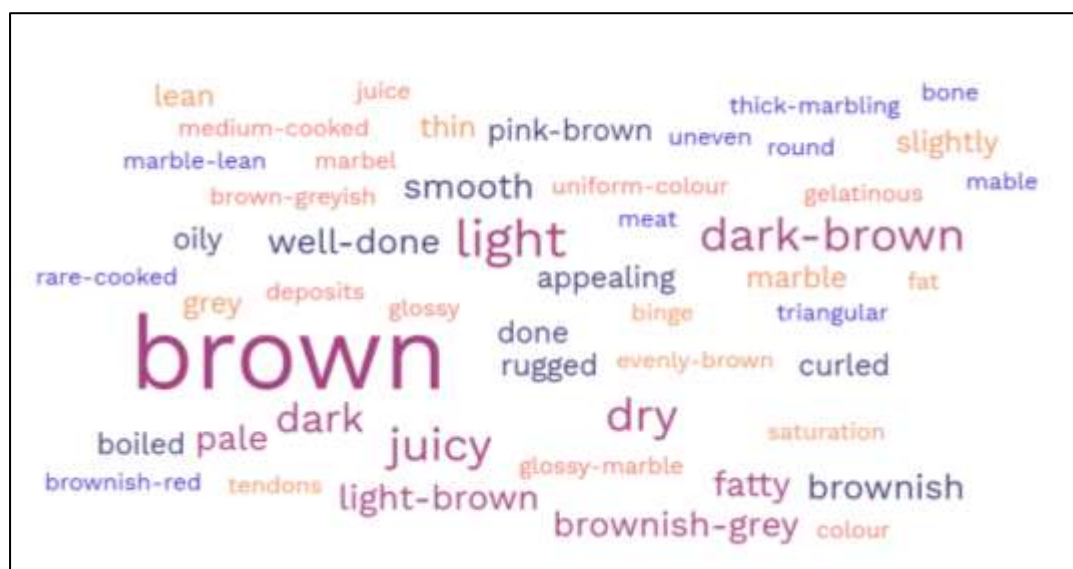 lean juice thick-marbling bone
medium-cooked thin pink-brown uneven round slightly
marble-lean marbel
brown-greyish smooth uniform-colour gelatinous mable
oily well-done light meat dark-brown
rare-cooked appealing marble fat
grey deposits glossy binge triangular
brown done
rugged evenly-brown curled
dark dry
boiled pale juicy saturation
brownish-red tendons light-brown glossy-marble fatty brownish
brownish-grey colour